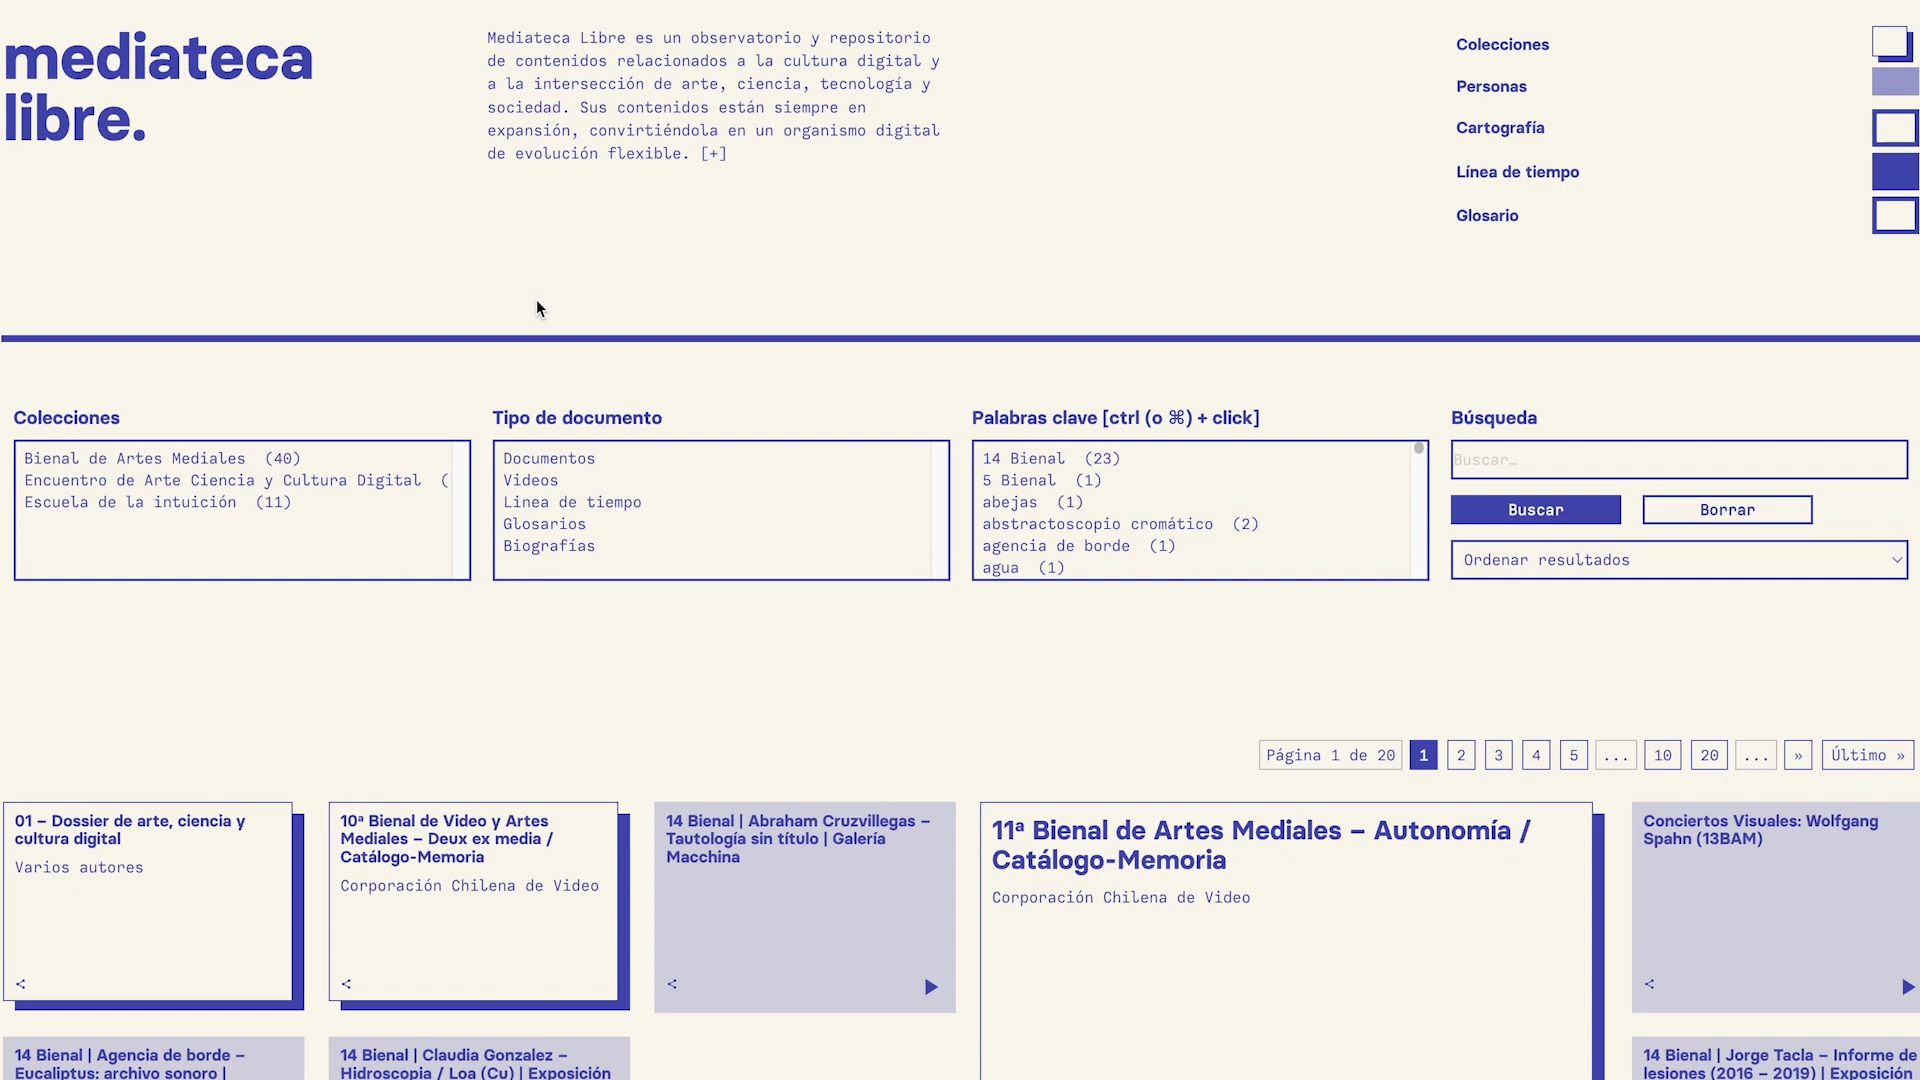 mediateca
libre.
Mediateca Libre es un observatorio y repositorio
de contenidos relacionados a la cultura digital y
a la intersección de arte, ciencia, tecnología y
sociedad. Sus contenidos están siempre en
expansión, convirtiéndola en un organismo digital
de evolución flexible. [+]
Colecciones
Personas
Cartografía
Línea de tiempo
Glosario
Colecciones
Bienal de Artes Mediales (40)
Encuentro de Arte Ciencia y Cultura Digital (
Escuela de la intuición (11)
Tipo de documento
Documentos
Videos
Linea de tiempo
Glosarios
Biografías
Palabras clave [ctrl (o ⌘) + click]
14 Bienal (23)
5 Bienal (1)
abejas (1)
abstractoscopio cromático (2)
agencia de borde (1)
agua (1)
Búsqueda
Buscar…
Buscar Borrar
Ordenar resultados
Página 1 de 20 1 2 3 4 5 ... 10 20 ... » Último »
01 – Dossier de arte, ciencia y
cultura digital
Varios autores
10ª Bienal de Video y Artes
Mediales – Deux ex media /
Catálogo-Memoria
Corporación Chilena de Video
14 Bienal | Abraham Cruzvillegas –
Tautología sin título | Galería
Macchina
11ª Bienal de Artes Mediales – Autonomía /
Catálogo-Memoria
Corporación Chilena de Video
Conciertos Visuales: Wolfgang
Spahn (13BAM)
14 Bienal | Agencia de borde –
Eucaliptus: archivo sonoro |
14 Bienal | Claudia Gonzalez –
Hidroscopia / Loa (Cu) | Exposición
14 Bienal | Jorge Tacla – Informe de
lesiones (2016 – 2019) | Exposición